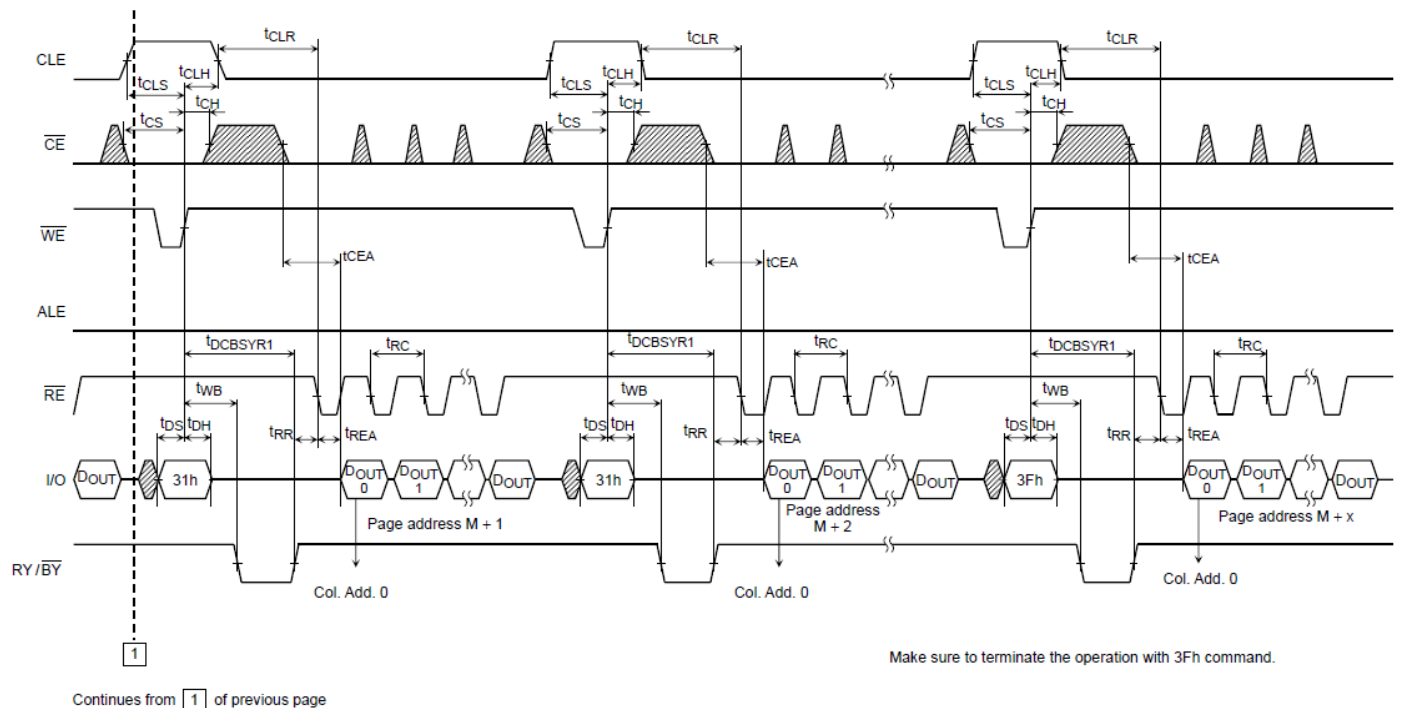 tCLR tCLR tCLR
CLE
tCLH tCLH tCLH
tCLS tCLS tCLS
tCH tCH tCH
tCS tCS tCS
CE
WE
tCEA tCEA tCEA
ALE
tDCBSYR1 tDCBSYR1 tDCBSYR1
tRC tRC tRC
tWB tWB tWB
RE
tDS tDH tRR tREA tDS tDH tRR tREA tDS tDH tRR tREA
I/O DOUT 31h DOUT 0 DOUT 1 DOUT 31h DOUT 0 DOUT 1 DOUT 3Fh DOUT 0 DOUT 1 DOUT
Page address M + 1
Page address
M + 2
Page address M + x
RY/BY
Col. Add. 0 Col. Add. 0 Col. Add. 0
1
Make sure to terminate the operation with 3Fh command.
Continues from 1 of previous page